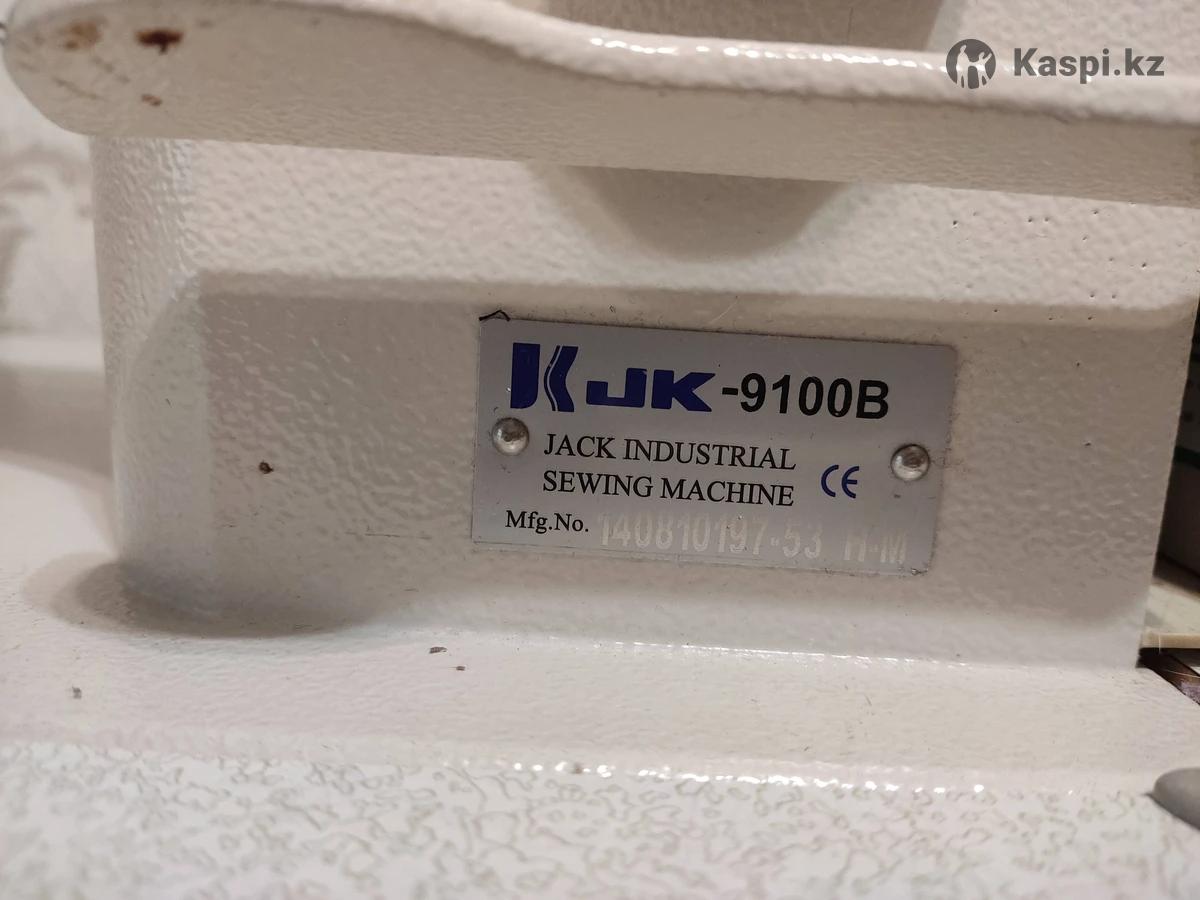 Kaspi.kz
JK-9100B
JACK INDUSTRIAL
SEWING MACHINE CE
Mfg.No. 140810197-53 H-M